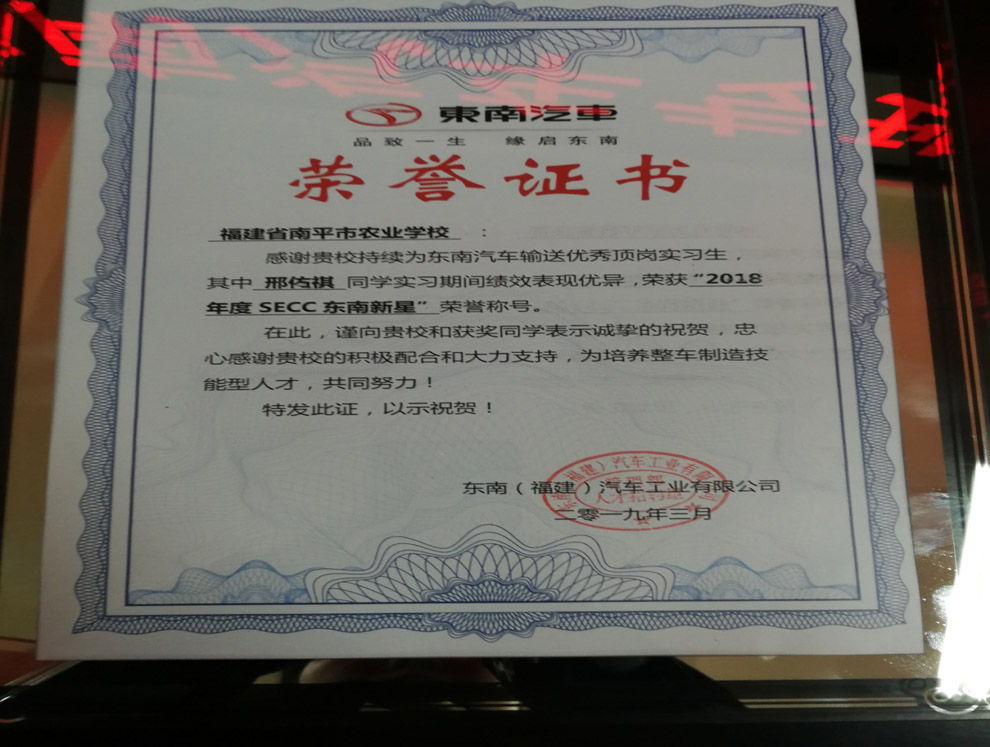 東南汽車
品致一生 缘启东南
荣誉证书
福建省南平市农业学校 ：
感谢贵校持续为东南汽车输送优秀顶岗实习生，
其中 邢佑祺 同学实习期间绩效表现优异，荣获“2018
年度 SECC 东南新星” 荣誉称号。
在此，谨向贵校和获奖同学表示诚挚的祝贺，忠
心感谢贵校的积极配合和大力支持，为培养整车制造技
能型人才，共同努力！
特发此证，以示祝贺！
东南（福建）汽车工业有限公司
二零一九年三月